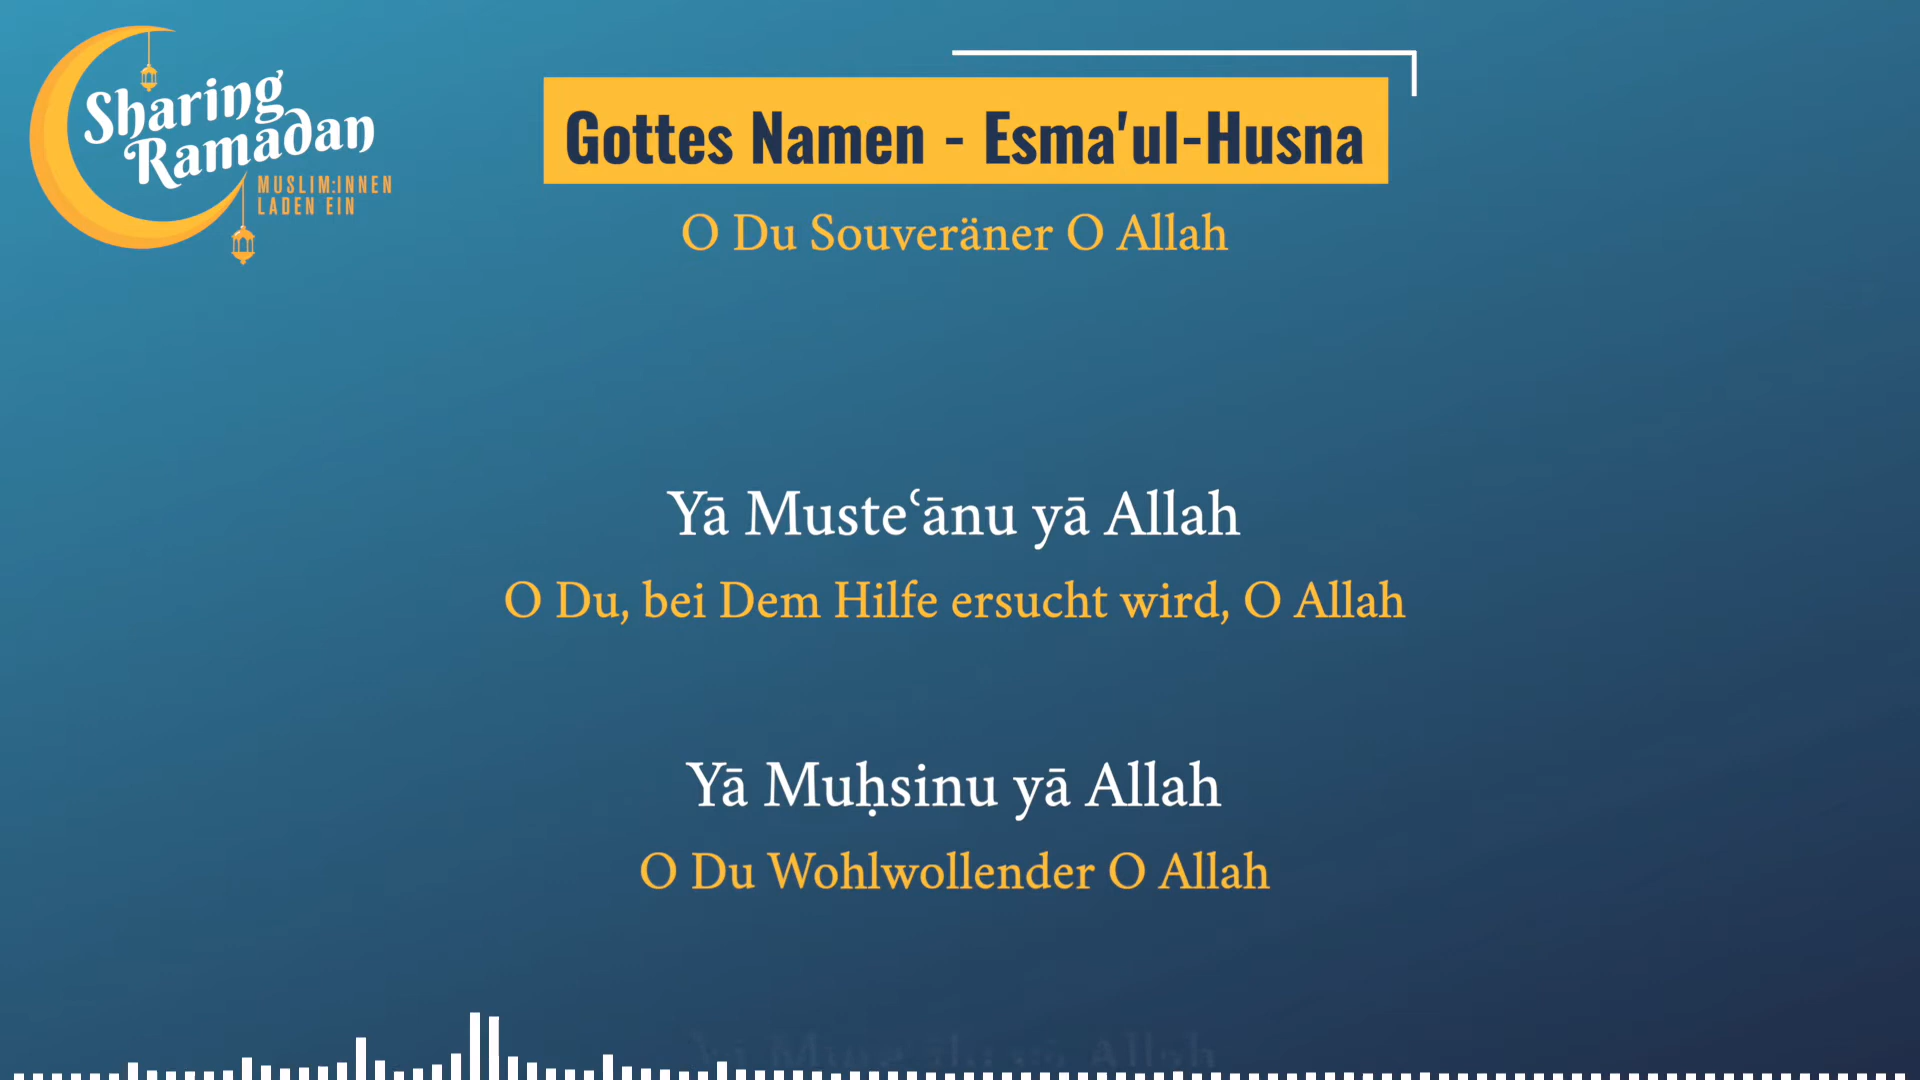 Sharing
Ramadan
MUSLIM:INNEN
LADEN EIN
Gottes Namen - Esma'ul-Husna
O Du Souveräner O Allah
Yā Musteʿānu yā Allah
O Du, bei Dem Hilfe ersucht wird, O Allah
Yā Muḥsinu yā Allah
O Du Wohlwollender O Allah